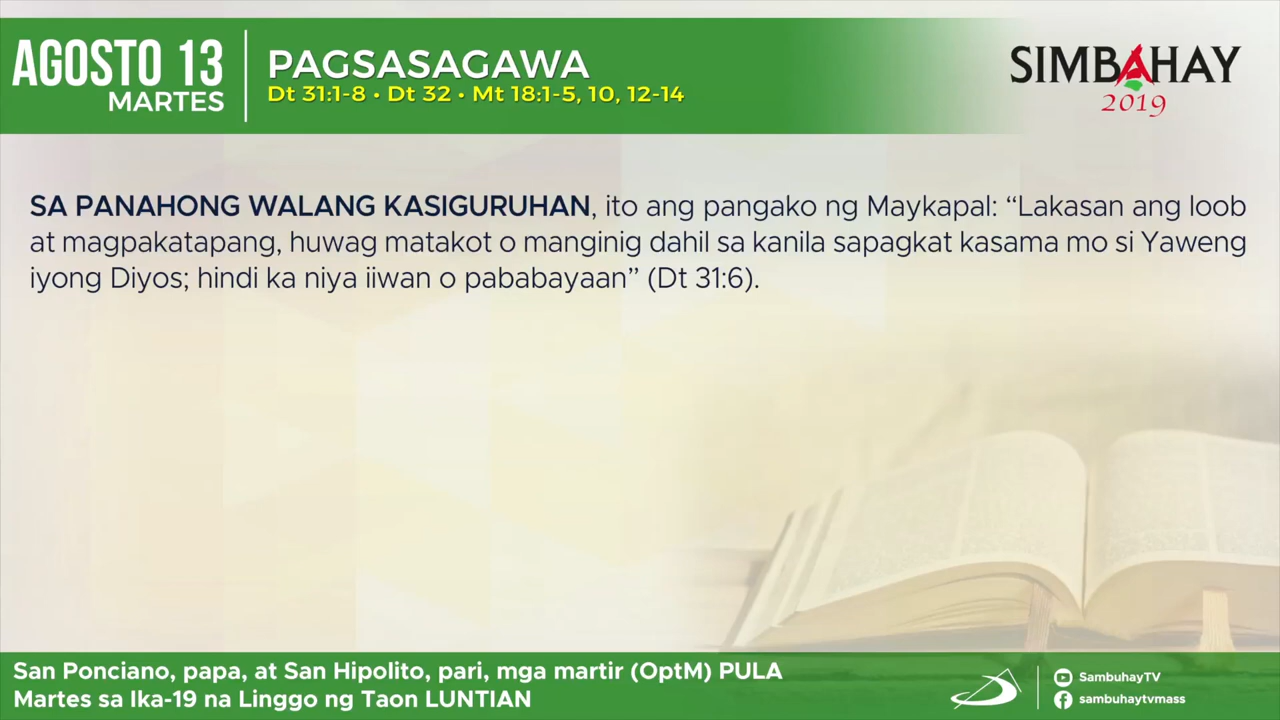 AGOSTO 13
MARTES
PAGSASAGAWA
Dt 31:1-8 • Dt 32 • Mt 18:1-5, 10, 12-14
SIMBAHAY
2019
SA PANAHONG WALANG KASIGURUHAN, ito ang pangako ng Maykapal: “Lakasan ang loob
at magpakatapang, huwag matakot o manginig dahil sa kanila sapagkat kasama mo si Yaweng
iyong Diyos; hindi ka niya iiwan o pababayaan” (Dt 31:6).
San Ponciano, papa, at San Hipolito, pari, mga martir (OptM) PULA
Martes sa Ika-19 na Linggo ng Taon LUNTIAN
SambuhayTV
sambuhaytvmass